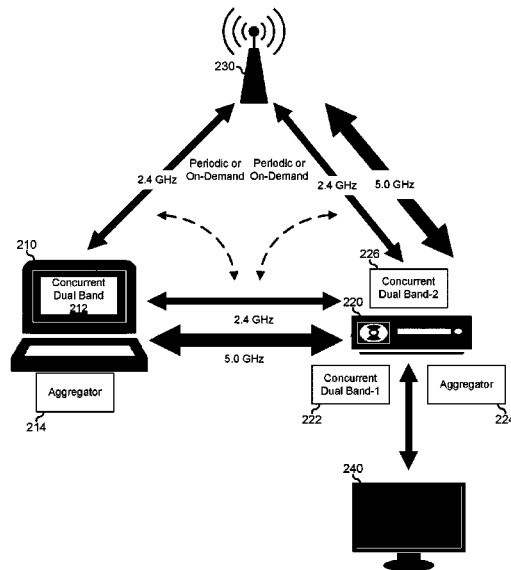 230
Periodic or
On-Demand
Periodic or
On-Demand
2.4 GHz
2.4 GHz
5.0 GHz
210
Concurrent
Dual Band
212
226
Concurrent
Dual Band-2
220
2.4 GHz
5.0 GHz
Aggregator
214
Concurrent
Dual Band-1
222
Aggregator
224
240